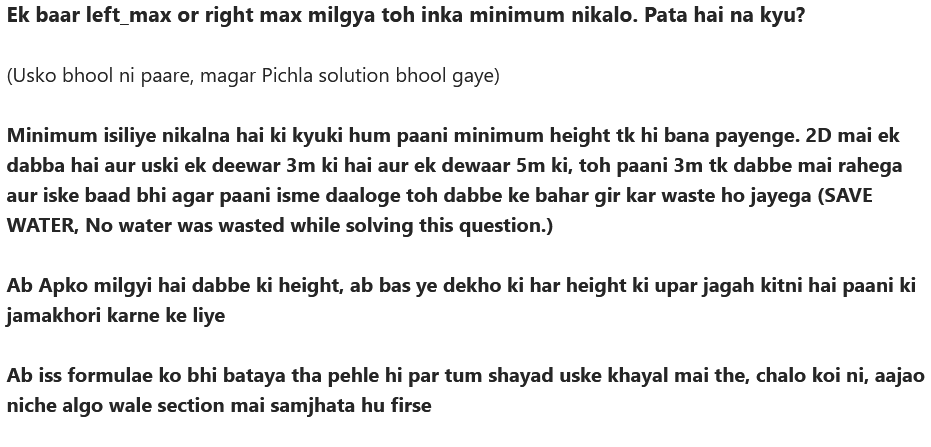 Ek baar left_max or right max milgya toh inka minimum nikalo. Pata hai na kyu?
(Usko bhool ni paare, magar Pichla solution bhool gaye)
Minimum isiliye nikalna hai ki kyuki hum paani minimum height tk hi bana payenge. 2D mai ek
dabba hai aur uski ek deewar 3m ki hai aur ek dewaar 5m ki, toh paani 3m tk dabbe mai rahega
aur iske baad bhi agar paani isme daaloge toh dabbe ke bahar gir kar waste ho jayega (SAVE
WATER, No water was wasted while solving this question.)
Ab Apko milgyi hai dabbe ki height, ab bas ye dekho ki har height ki upar jagah kitni hai paani ki
jamakhori karne ke liye
Ab iss formulae ko bhi bataya tha pehle hi par tum shayad uske khayal mai the, chalo koi ni, aajao
niche algo wale section mai samjhata hu firse